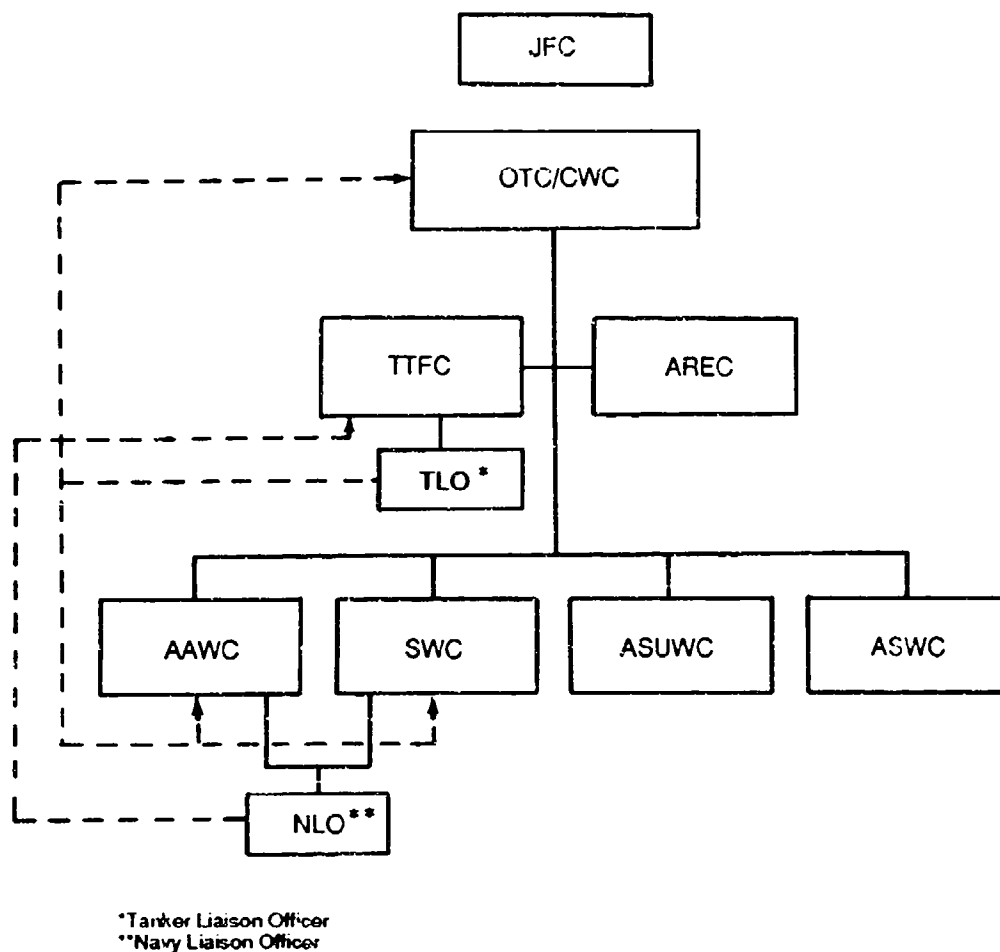 JFC
OTC/CWC
TTFC
AREC
TLO *
AAWC
SWC
ASUWC
ASWC
NLO **
*Tanker Liaison Officer
**Navy Liaison Officer